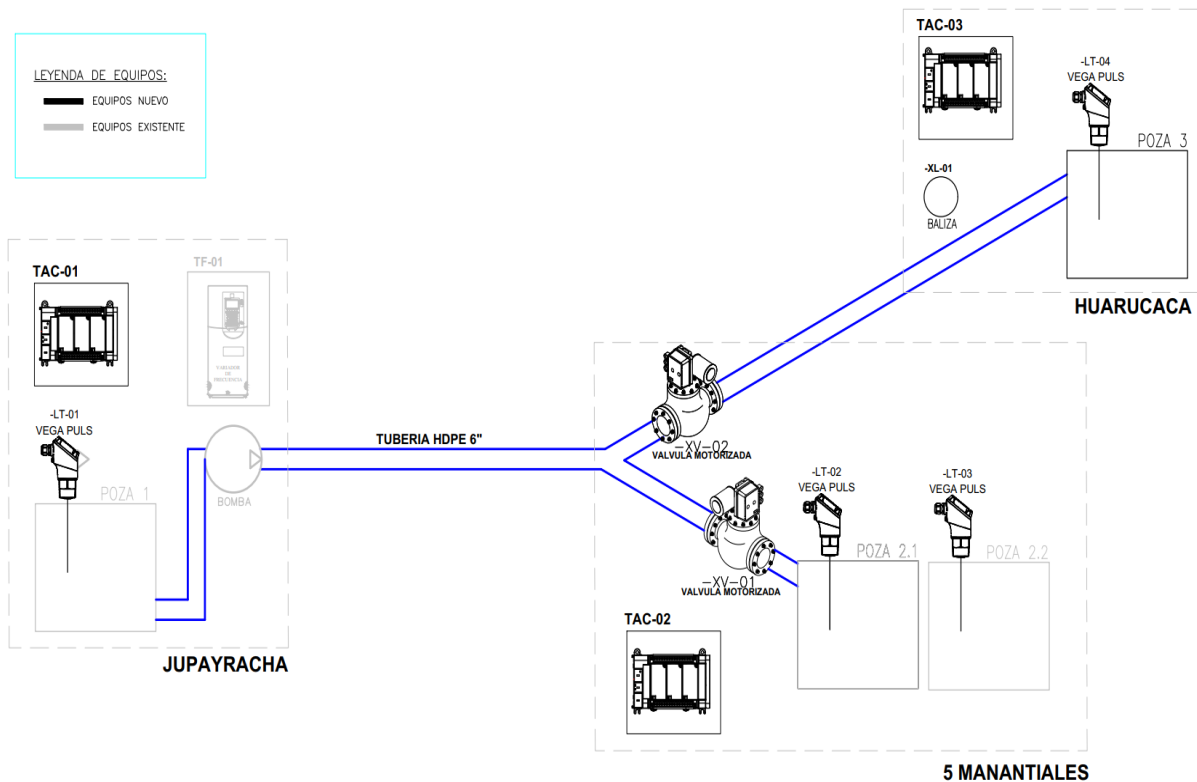 LEYENDA DE EQUIPOS:
EQUIPOS NUEVO
EQUIPOS EXISTENTE
TAC-03
-LT-04
VEGA PULS
POZA 3
-XL-01
BALIZA
HUARUCACA
TAC-01
TF-01
VARIADOR
DE
FRECUENCIA
-LT-01
VEGA PULS
POZA 1
BOMBA
JUPAYRACHA
TUBERIA HDPE 6"
-XV-02
VALVULA MOTORIZADA
-XV-01
VALVULA MOTORIZADA
-LT-02
VEGA PULS
POZA 2.1
-LT-03
VEGA PULS
POZA 2.2
TAC-02
5 MANANTIALES